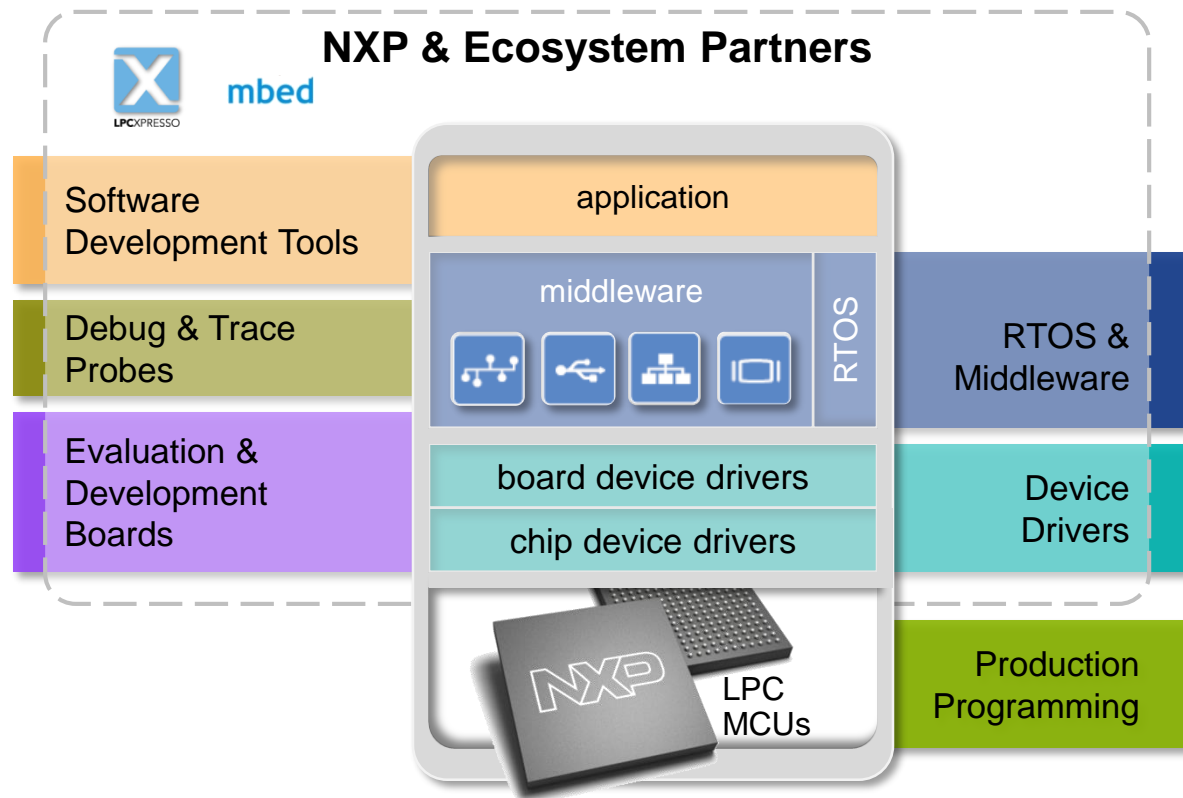 NXP & Ecosystem Partners
LPCXPRESSO
mbed
Software
Development Tools
Debug & Trace
Probes
Evaluation &
Development
Boards
application
middleware
RTOS
board device drivers
chip device drivers
NXP
LPC
MCUs
RTOS &
Middleware
Device
Drivers
Production
Programming